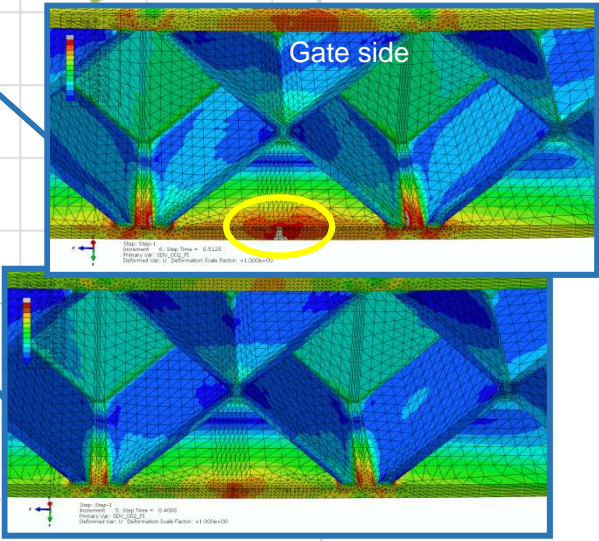 Gate side
Step: Step-1
Increment 6: Step Time = 0.5125
Primary Var: SDV_002_FI
Deformed Var: U Deformation Scale Factor: +1.000e+00
Step: Step-1
Increment 5: Step Time = 0.4000
Primary Var: SDV_002_FI
Deformed Var: U Deformation Scale Factor: +1.000e+00